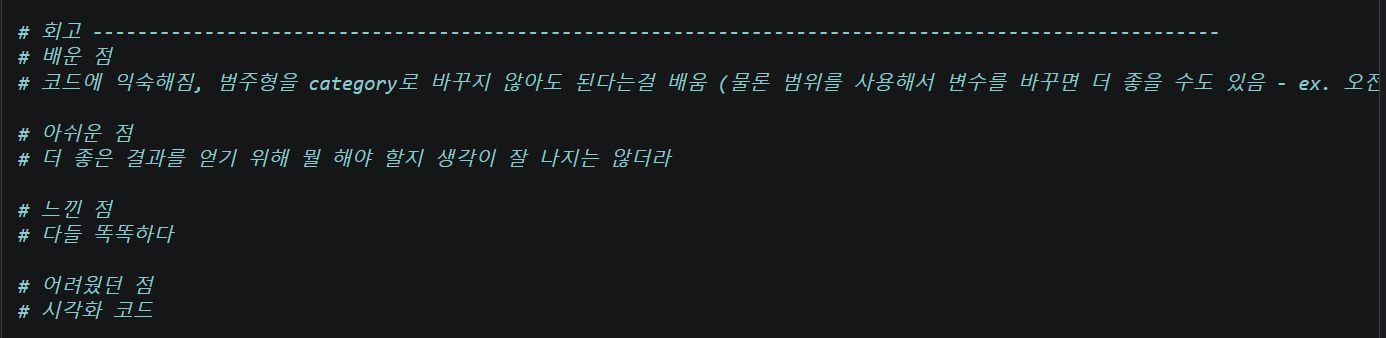 # 회고 ----------------------------------------------------------------------------------------------------
# 배운 점
# 코드에 익숙해짐, 범주형을 category로 바꾸지 않아도 된다는걸 배움 (물론 범위를 사용해서 변수를 바꾸면 더 좋을 수도 있음 - ex. 오전
# 아쉬운 점
# 더 좋은 결과를 얻기 위해 뭘 해야 할지 생각이 잘 나지는 않더라
# 느낀 점
# 다들 똑똑하다
# 어려웠던 점
# 시각화 코드